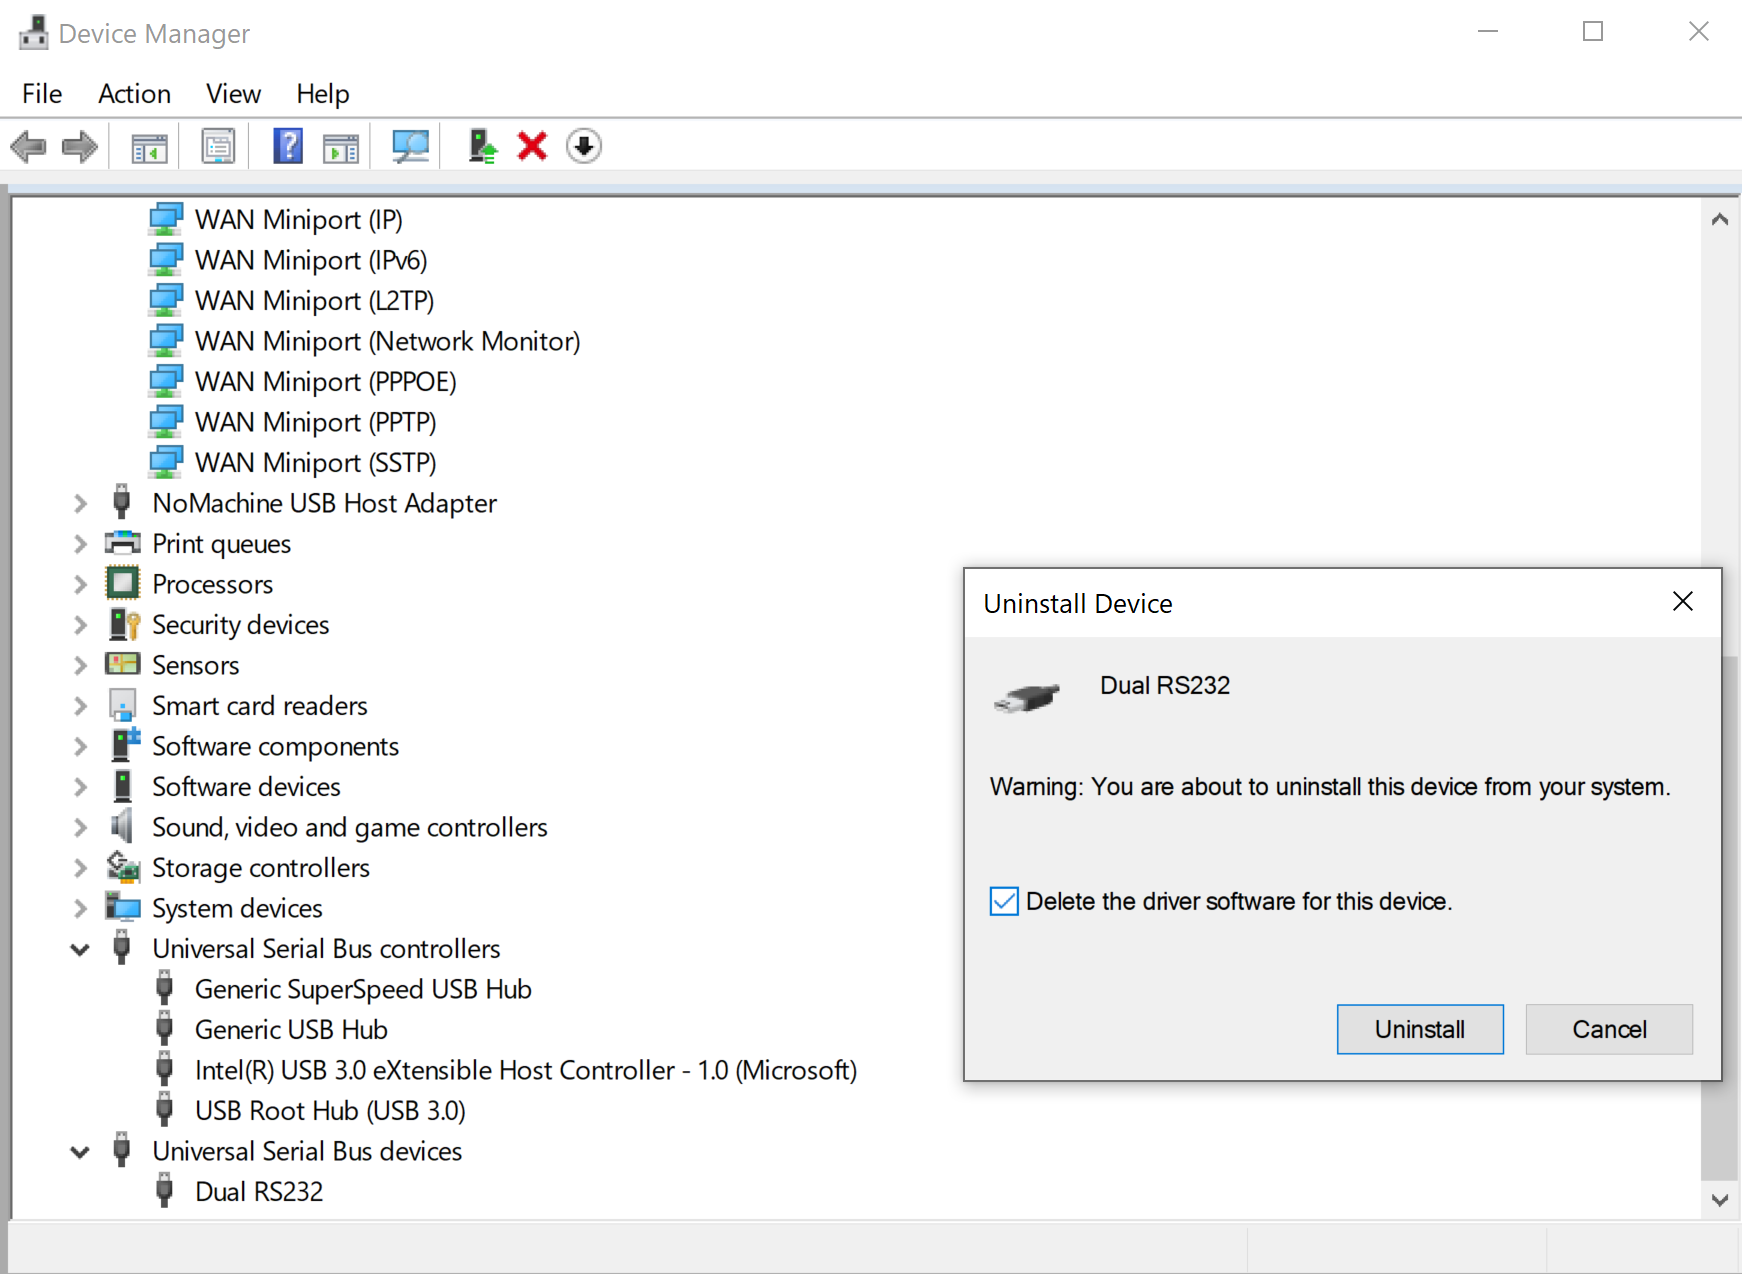 Device Manager
File Action View Help
WAN Miniport (IP)
WAN Miniport (IPv6)
WAN Miniport (L2TP)
WAN Miniport (Network Monitor)
WAN Miniport (PPPOE)
WAN Miniport (PPTP)
WAN Miniport (SSTP)
NoMachine USB Host Adapter
Print queues
Processors
Security devices
Sensors
Smart card readers
Software components
Software devices
Sound, video and game controllers
Storage controllers
System devices
Universal Serial Bus controllers
Generic SuperSpeed USB Hub
Generic USB Hub
Intel(R) USB 3.0 eXtensible Host Controller - 1.0 (Microsoft)
USB Root Hub (USB 3.0)
Universal Serial Bus devices
Dual RS232
Uninstall Device
Dual RS232
Warning: You are about to uninstall this device from your system.
Delete the driver software for this device.
Uninstall Cancel